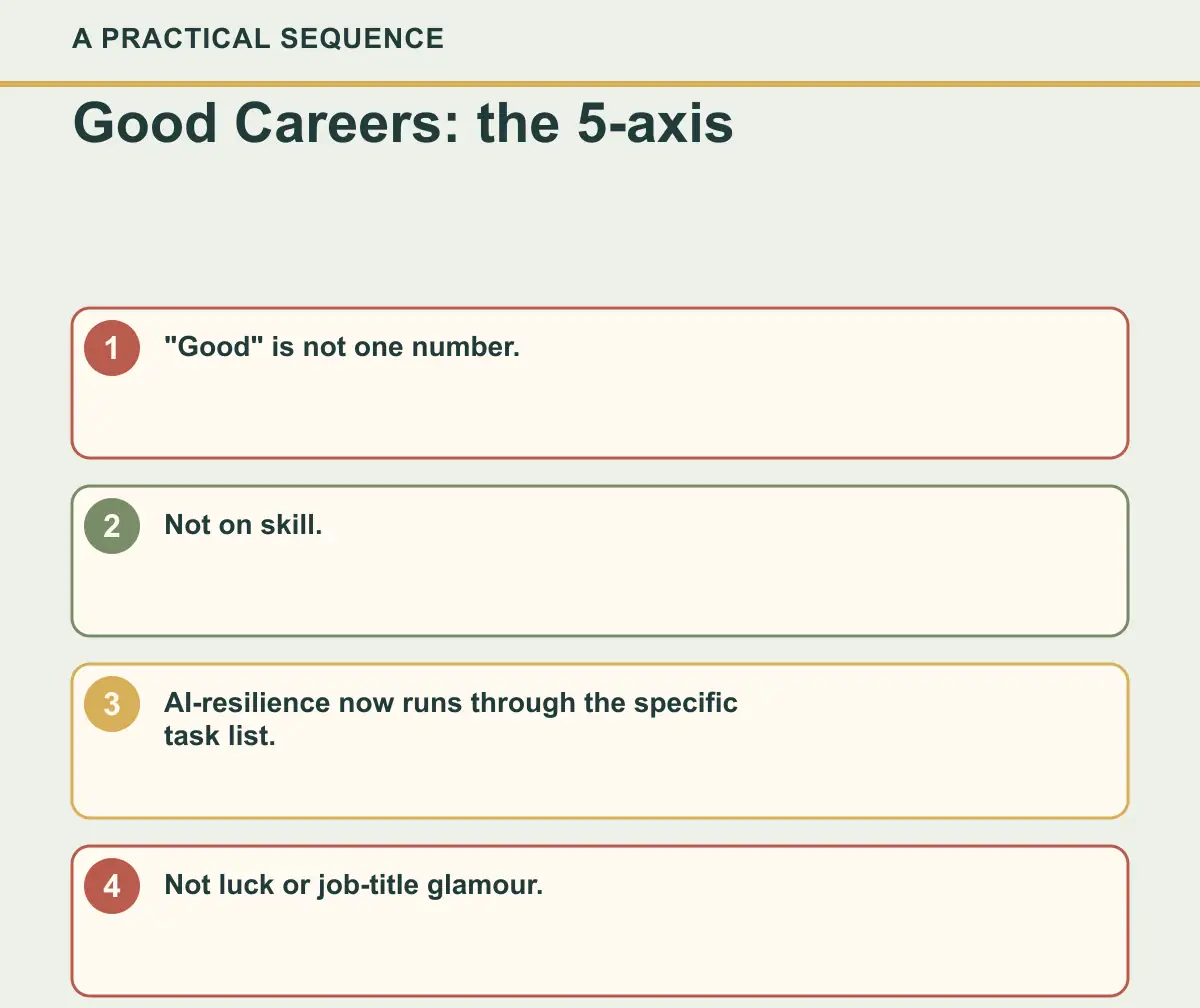 A PRACTICAL SEQUENCE
Good Careers: the 5-axis
1
"Good" is not one number.
2
Not on skill.
3
AI-resilience now runs through the specific
task list.
4
Not luck or job-title glamour.